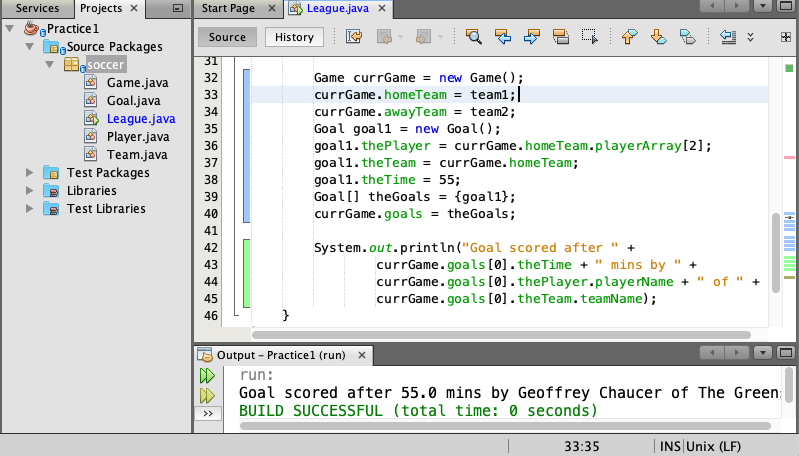 Services Projects
Practice1
Source Packages
soccer
Game.java
Goal.java
League.java
Player.java
Team.java
Test Packages
Libraries
Test Libraries
Start Page League.java
Source History
31
32 Game currGame = new Game();
33 currGame.homeTeam = team1;
34 currGame.awayTeam = team2;
35 Goal goal1 = new Goal();
36 goal1.thePlayer = currGame.homeTeam.playerArray[2];
37 goal1.theTeam = currGame.homeTeam;
38 goal1.theTime = 55;
39 Goal[] theGoals = {goal1};
40 currGame.goals = theGoals;
41
42 System.out.println("Goal scored after " +
43 currGame.goals[0].theTime + " mins by " +
44 currGame.goals[0].thePlayer.playerName + " of " +
45 currGame.goals[0].theTeam.teamName);
46 }
Output – Practice1 (run)
run:
Goal scored after 55.0 mins by Geoffrey Chaucer of The Greens
BUILD SUCCESSFUL (total time: 0 seconds)
33:35 INS Unix (LF)